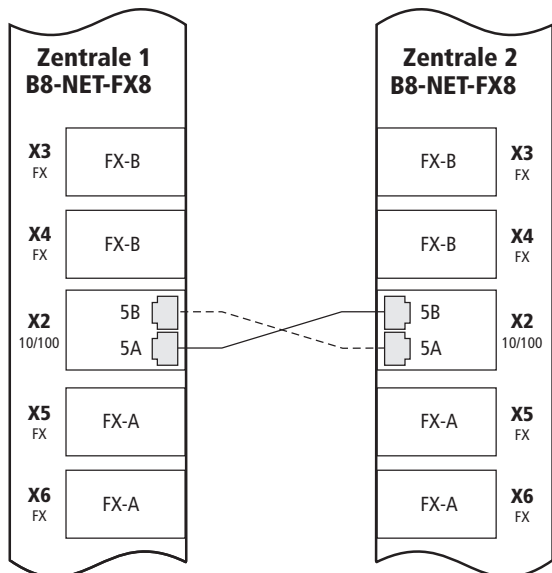 Zentrale 1
B8-NET-FX8
X3
FX
FX-B
X4
FX
FX-B
X2
10/100
5B
5A
X5
FX
FX-A
X6
FX
FX-A
Zentrale 2
B8-NET-FX8
FX-B
X3
FX
FX-B
X4
FX
5B
5A
X2
10/100
FX-A
X5
FX
FX-A
X6
FX